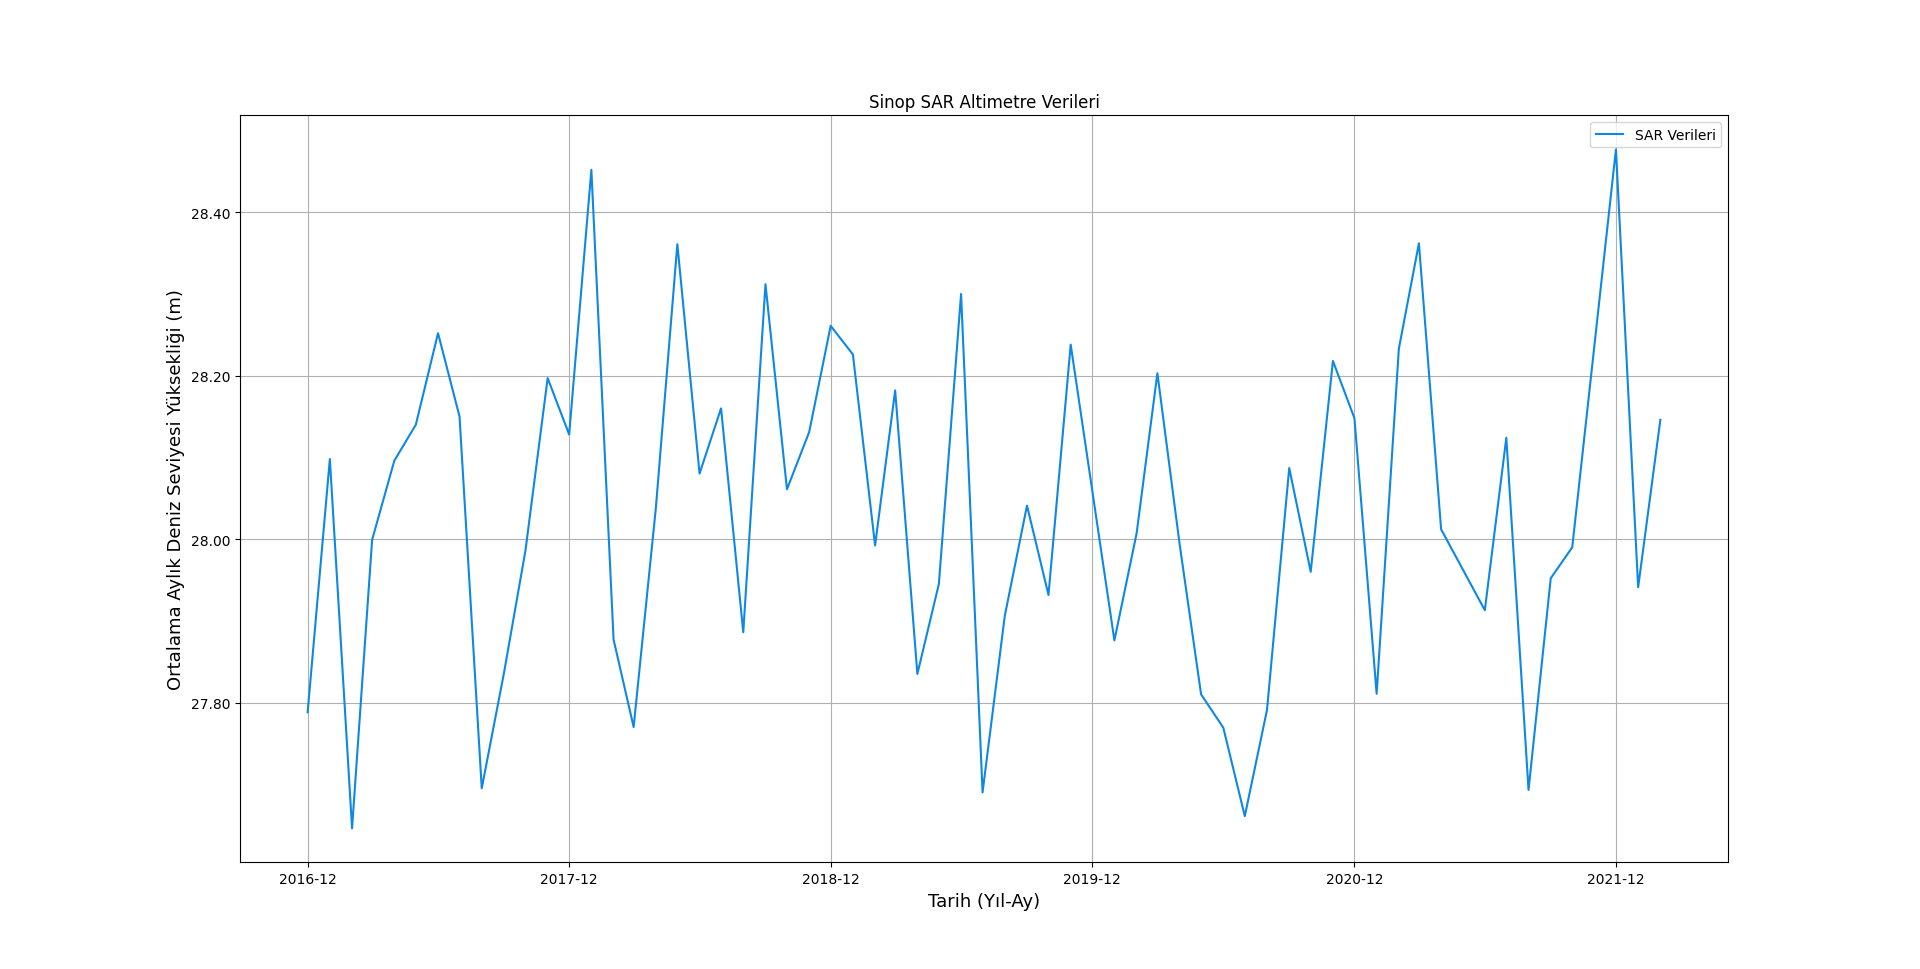 Sinop SAR Altimetre Verileri
SAR Verileri
Ortalama Aylık Deniz Seviyesi Yüksekliği (m)
28.40
28.20
28.00
27.80
2016-12
2017-12
2018-12
2019-12
2020-12
2021-12
Tarih (Yıl-Ay)